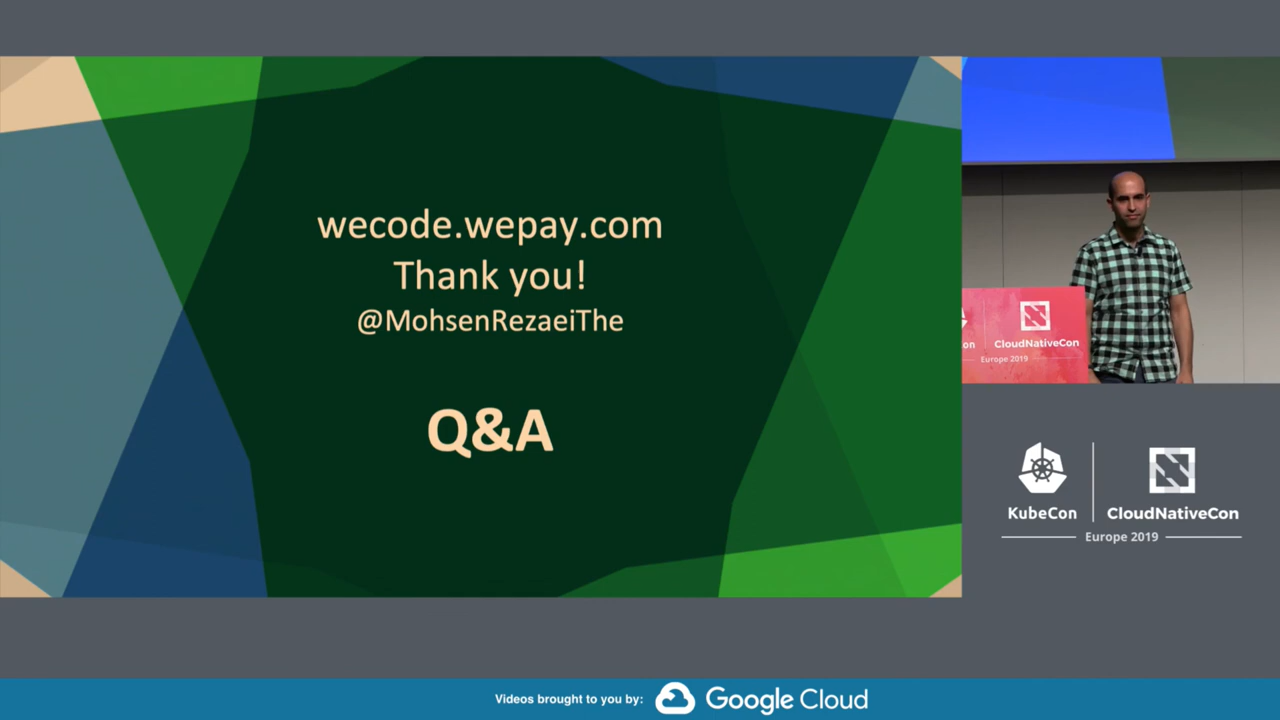 wecode.wepay.com
Thank you!
@MohsenRezaeiThe
Q&A
on
CloudNativeCon
Europe 2019
KubeCon
CloudNativeCon
Europe 2019
Videos brought to you by:
Google Cloud